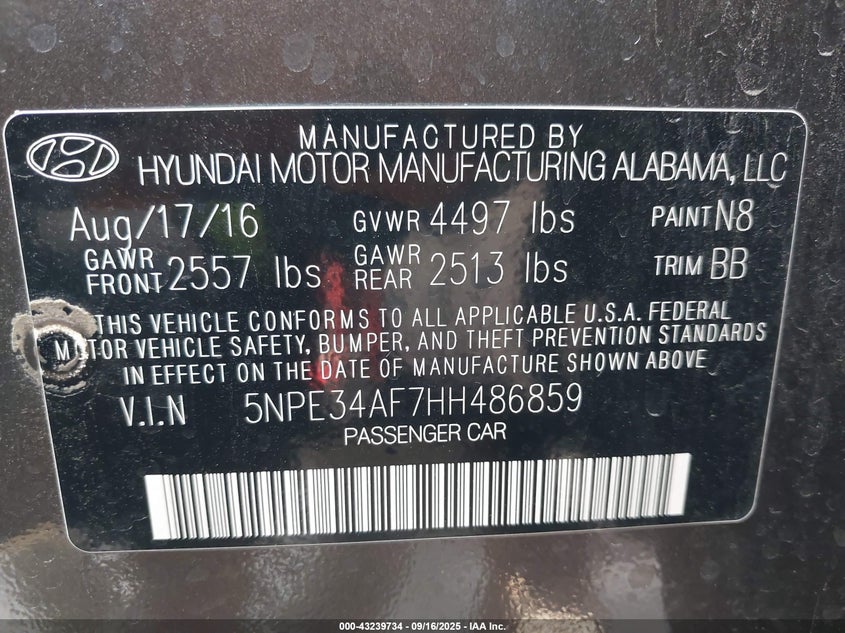 MANUFACTURED BY
HYUNDAI MOTOR MANUFACTURING ALABAMA, LLC
Aug/17/16 GVWR 4497 lbs PAINT N8
GAWR FRONT 2557 lbs GAWR REAR 2513 lbs TRIM BB
THIS VEHICLE CONFORMS TO ALL APPLICABLE U.S.A. FEDERAL
MOTOR VEHICLE SAFETY, BUMPER, AND THEFT PREVENTION STANDARDS
IN EFFECT ON THE DATE OF MANUFACTURE SHOWN ABOVE
V.I.N 5NPE34AF7HH486859
PASSENGER CAR
000-43239734 - 09/16/2025 - IAA Inc.